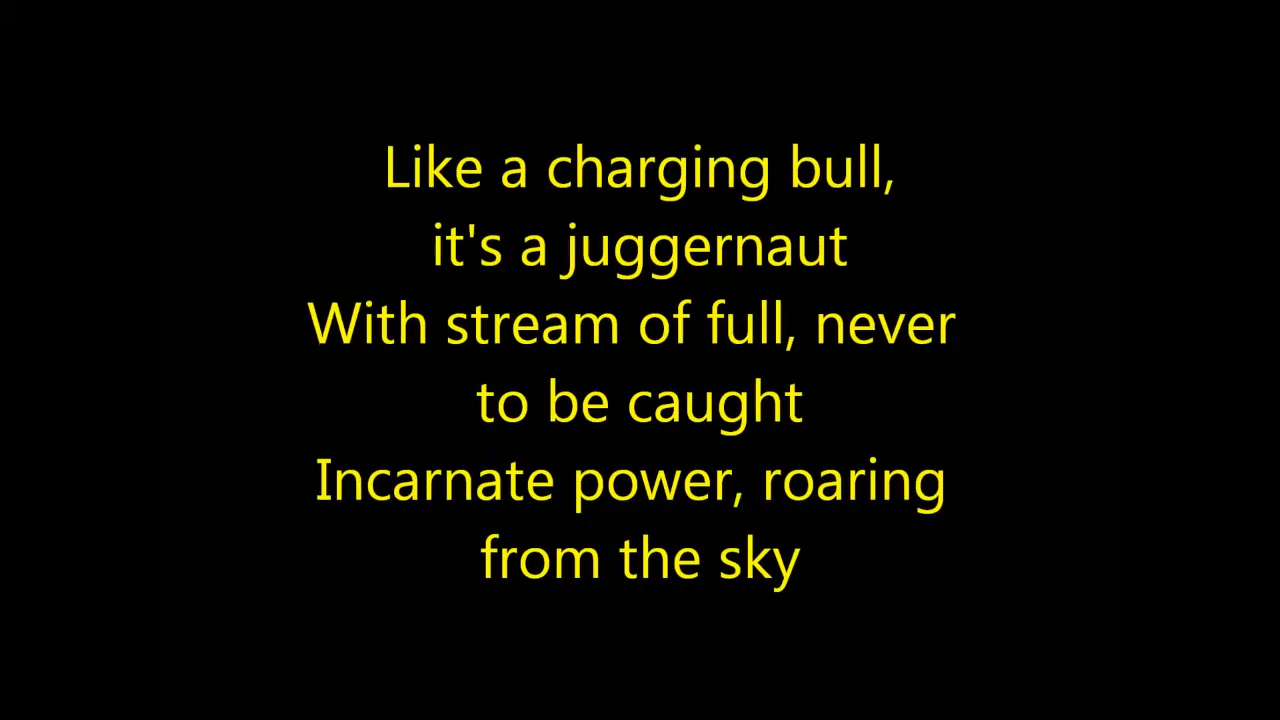 Like a charging bull,
it's a juggernaut
With stream of full, never
to be caught
Incarnate power, roaring
from the sky